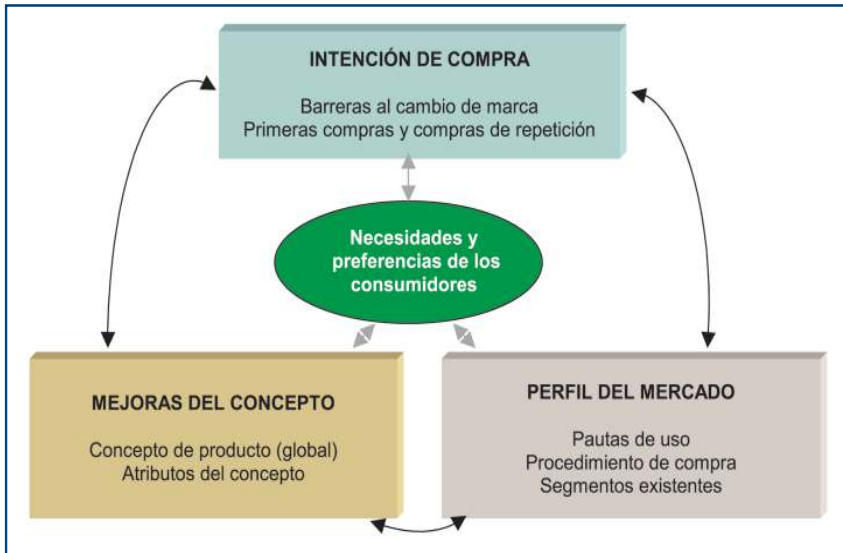 INTENCIÓN DE COMPRA
Barreras al cambio de marca
Primeras compras y compras de repetición
Necesidades y
preferencias de los
consumidores
MEJORAS DEL CONCEPTO
Concepto de producto (global)
Atributos del concepto
PERFIL DEL MERCADO
Pautas de uso
Procedimiento de compra
Segmentos existentes